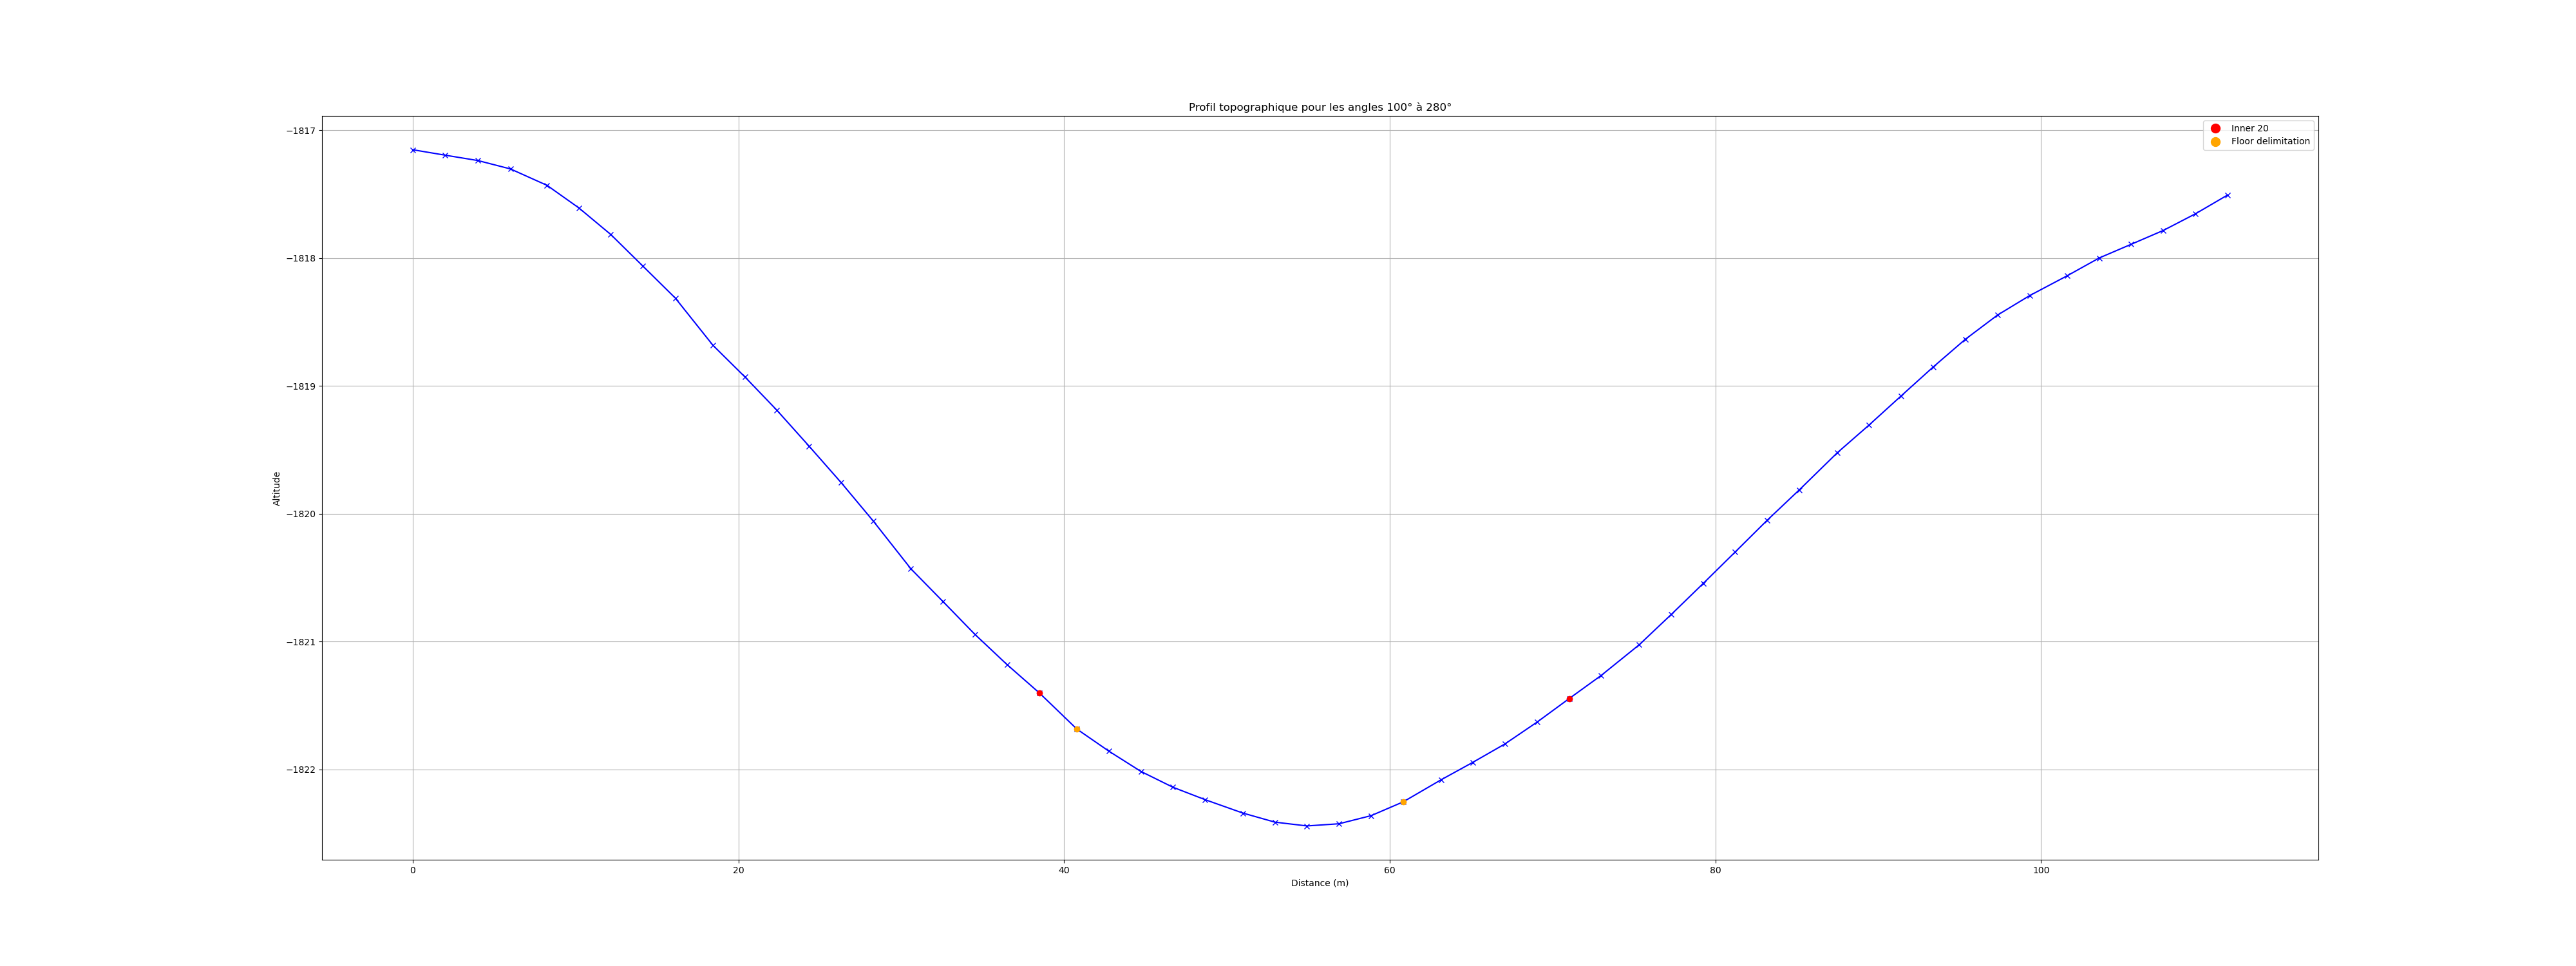 Profil topographique pour les angles 100° à 280°
Inner 20
Floor delimitation
−1817
−1818
−1819
−1820
−1821
−1822
Altitude
0 20 40 60 80 100
Distance (m)